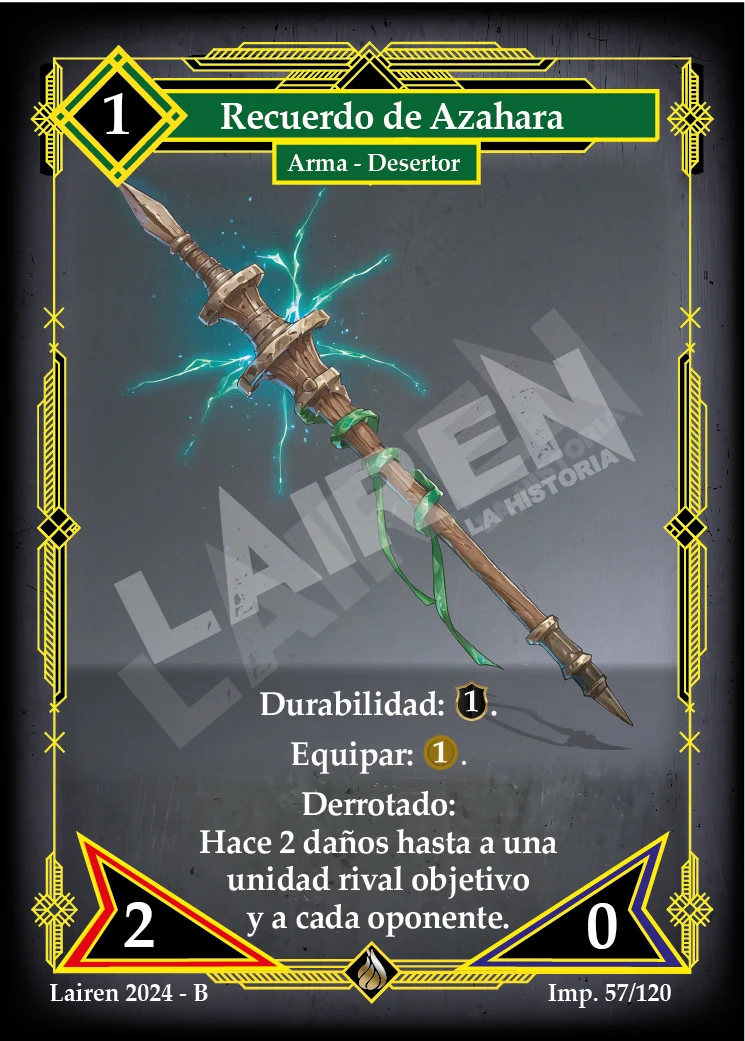 1
Recuerdo de Azahara
Arma - Desertor
LAIREN
LA HISTORIA
Durabilidad: 1.
Equipar: 1.
Derrotado:
Hace 2 daños hasta a una
unidad rival objetivo
y a cada oponente.
2
0
Lairen 2024 - B
Imp. 57/120